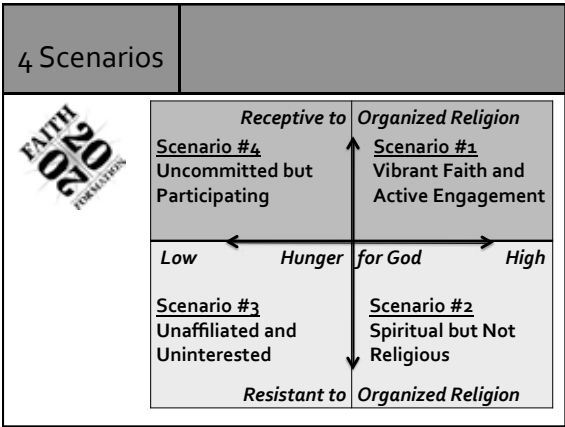 4 Scenarios
FAITH
2020
FORMATION
Receptive to Organized Religion
Scenario #4
Uncommitted but
Participating
Scenario #1
Vibrant Faith and
Active Engagement
Low Hunger for God High
Scenario #3
Unaffiliated and
Uninterested
Scenario #2
Spiritual but Not
Religious
Resistant to Organized Religion